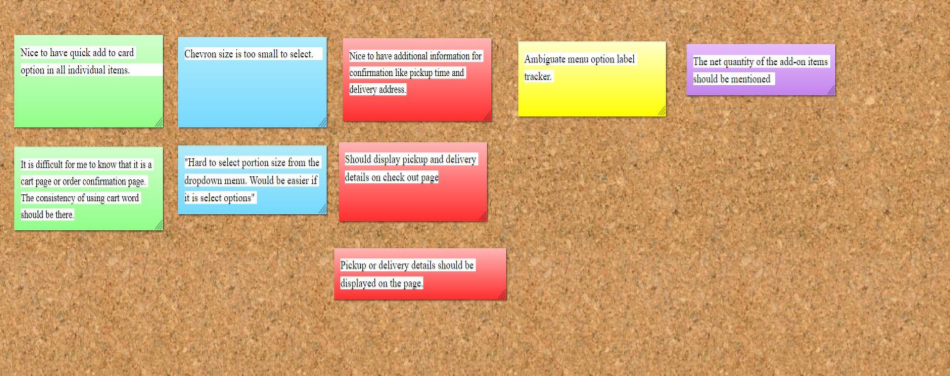 Nice to have quick add to card
option in all individual items.
Chevron size is too small to select.
Nice to have additional information for
confirmation like pickup time and
delivery address.
Ambiguate menu option label
tracker.
The net quantity of the add-on items
should be mentioned
It is difficult for me to know that it is a
cart page or order confirmation page.
The consistency of using cart word
should be there.
"Hard to select portion size from the
dropdown menu. Would be easier if
it is select options"
Should display pickup and delivery
details on check out page
Pickup or delivery details should be
displayed on the page.